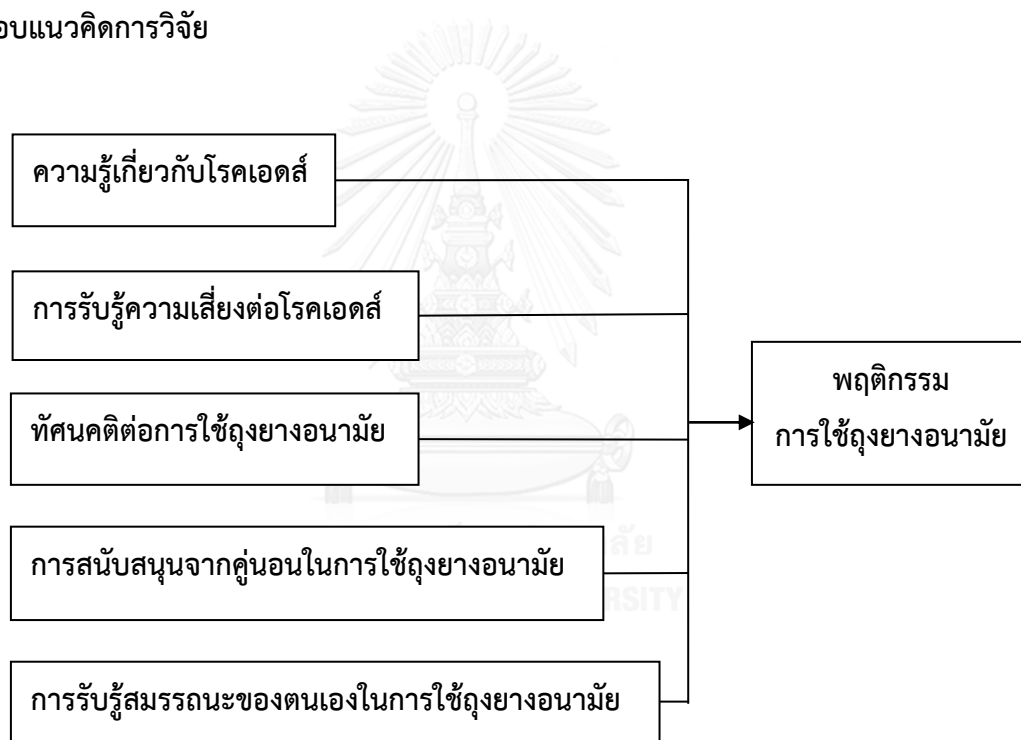 อบแนวคิดการวิจัย
ความรู้เกี่ยวกับโรคเอดส์
การรับรู้ความเสี่ยงต่อโรคเอดส์
ทัศนคติต่อการใช้ถุงยางอนามัย
การสนับสนุนจากคู่นอนในการใช้ถุงยางอนามัย
การรับรู้สมรรถนะของตนเองในการใช้ถุงยางอนามัย
พฤติกรรม
การใช้ถุงยางอนามัย
ลัย
RSITY